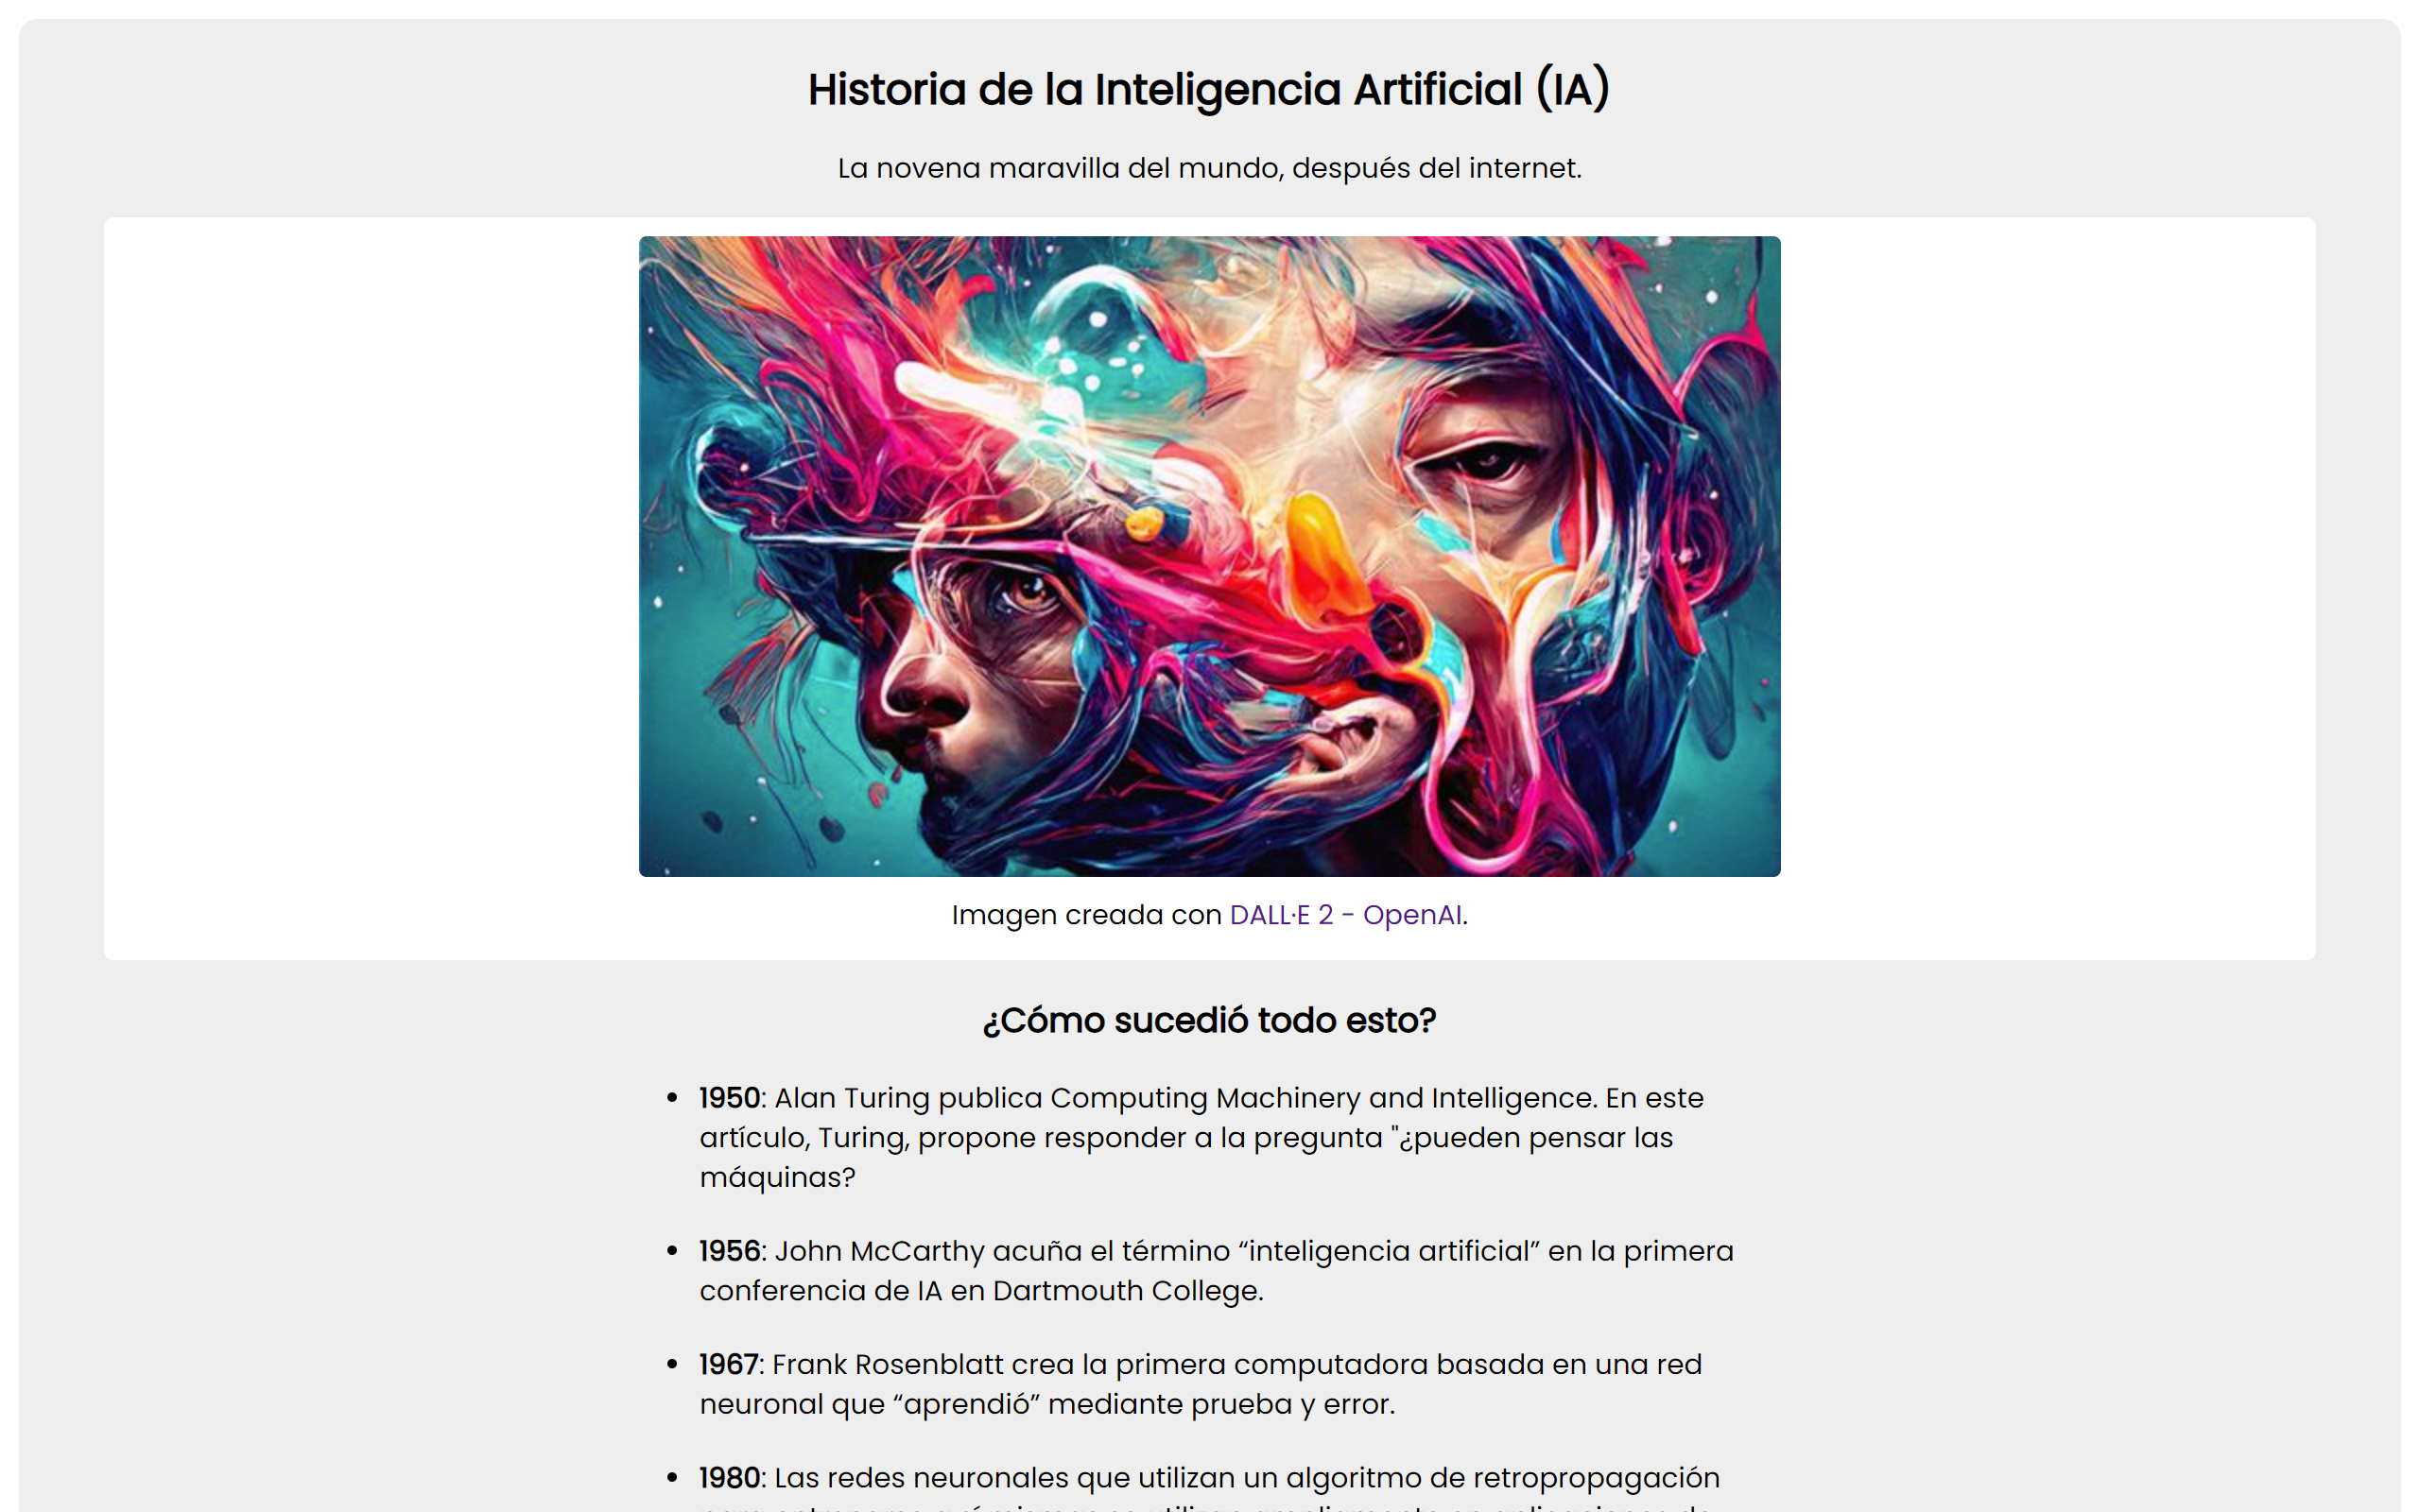 Historia de la Inteligencia Artificial (IA)
La novena maravilla del mundo, después del internet.
Imagen creada con DALL·E 2 - OpenAI.
¿Cómo sucedió todo esto?
1950: Alan Turing publica Computing Machinery and Intelligence. En este
artículo, Turing, propone responder a la pregunta "¿pueden pensar las
máquinas?
1956: John McCarthy acuña el término “inteligencia artificial” en la primera
conferencia de IA en Dartmouth College.
1967: Frank Rosenblatt crea la primera computadora basada en una red
neuronal que “aprendió” mediante prueba y error.
1980: Las redes neuronales que utilizan un algoritmo de retropropagación